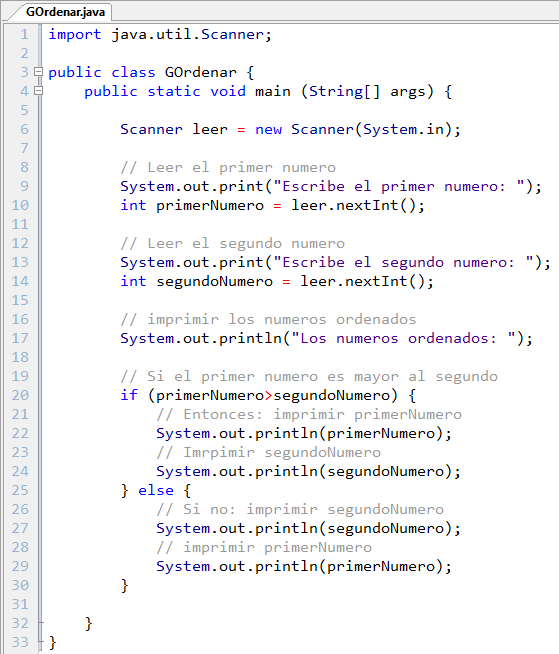 GOrdenar.java
1 import java.util.Scanner;
2
3 public class GOrdenar {
4 public static void main (String[] args) {
5
6 Scanner leer = new Scanner(System.in);
7
8 // Leer el primer numero
9 System.out.print("Escribe el primer numero: ");
10 int primerNumero = leer.nextInt();
11
12 // Leer el segundo numero
13 System.out.print("Escribe el segundo numero: ");
14 int segundoNumero = leer.nextInt();
15
16 // imprimir los numeros ordenados
17 System.out.println("Los numeros ordenados: ");
18
19 // Si el primer numero es mayor al segundo
20 if (primerNumero>segundoNumero) {
21 // Entonces: imprimir primerNumero
22 System.out.println(primerNumero);
23 // Imrpimir segundoNumero
24 System.out.println(segundoNumero);
25 } else {
26 // Si no: imprimir segundoNumero
27 System.out.println(segundoNumero);
28 // imprimir primerNumero
29 System.out.println(primerNumero);
30 }
31
32 }
33 }